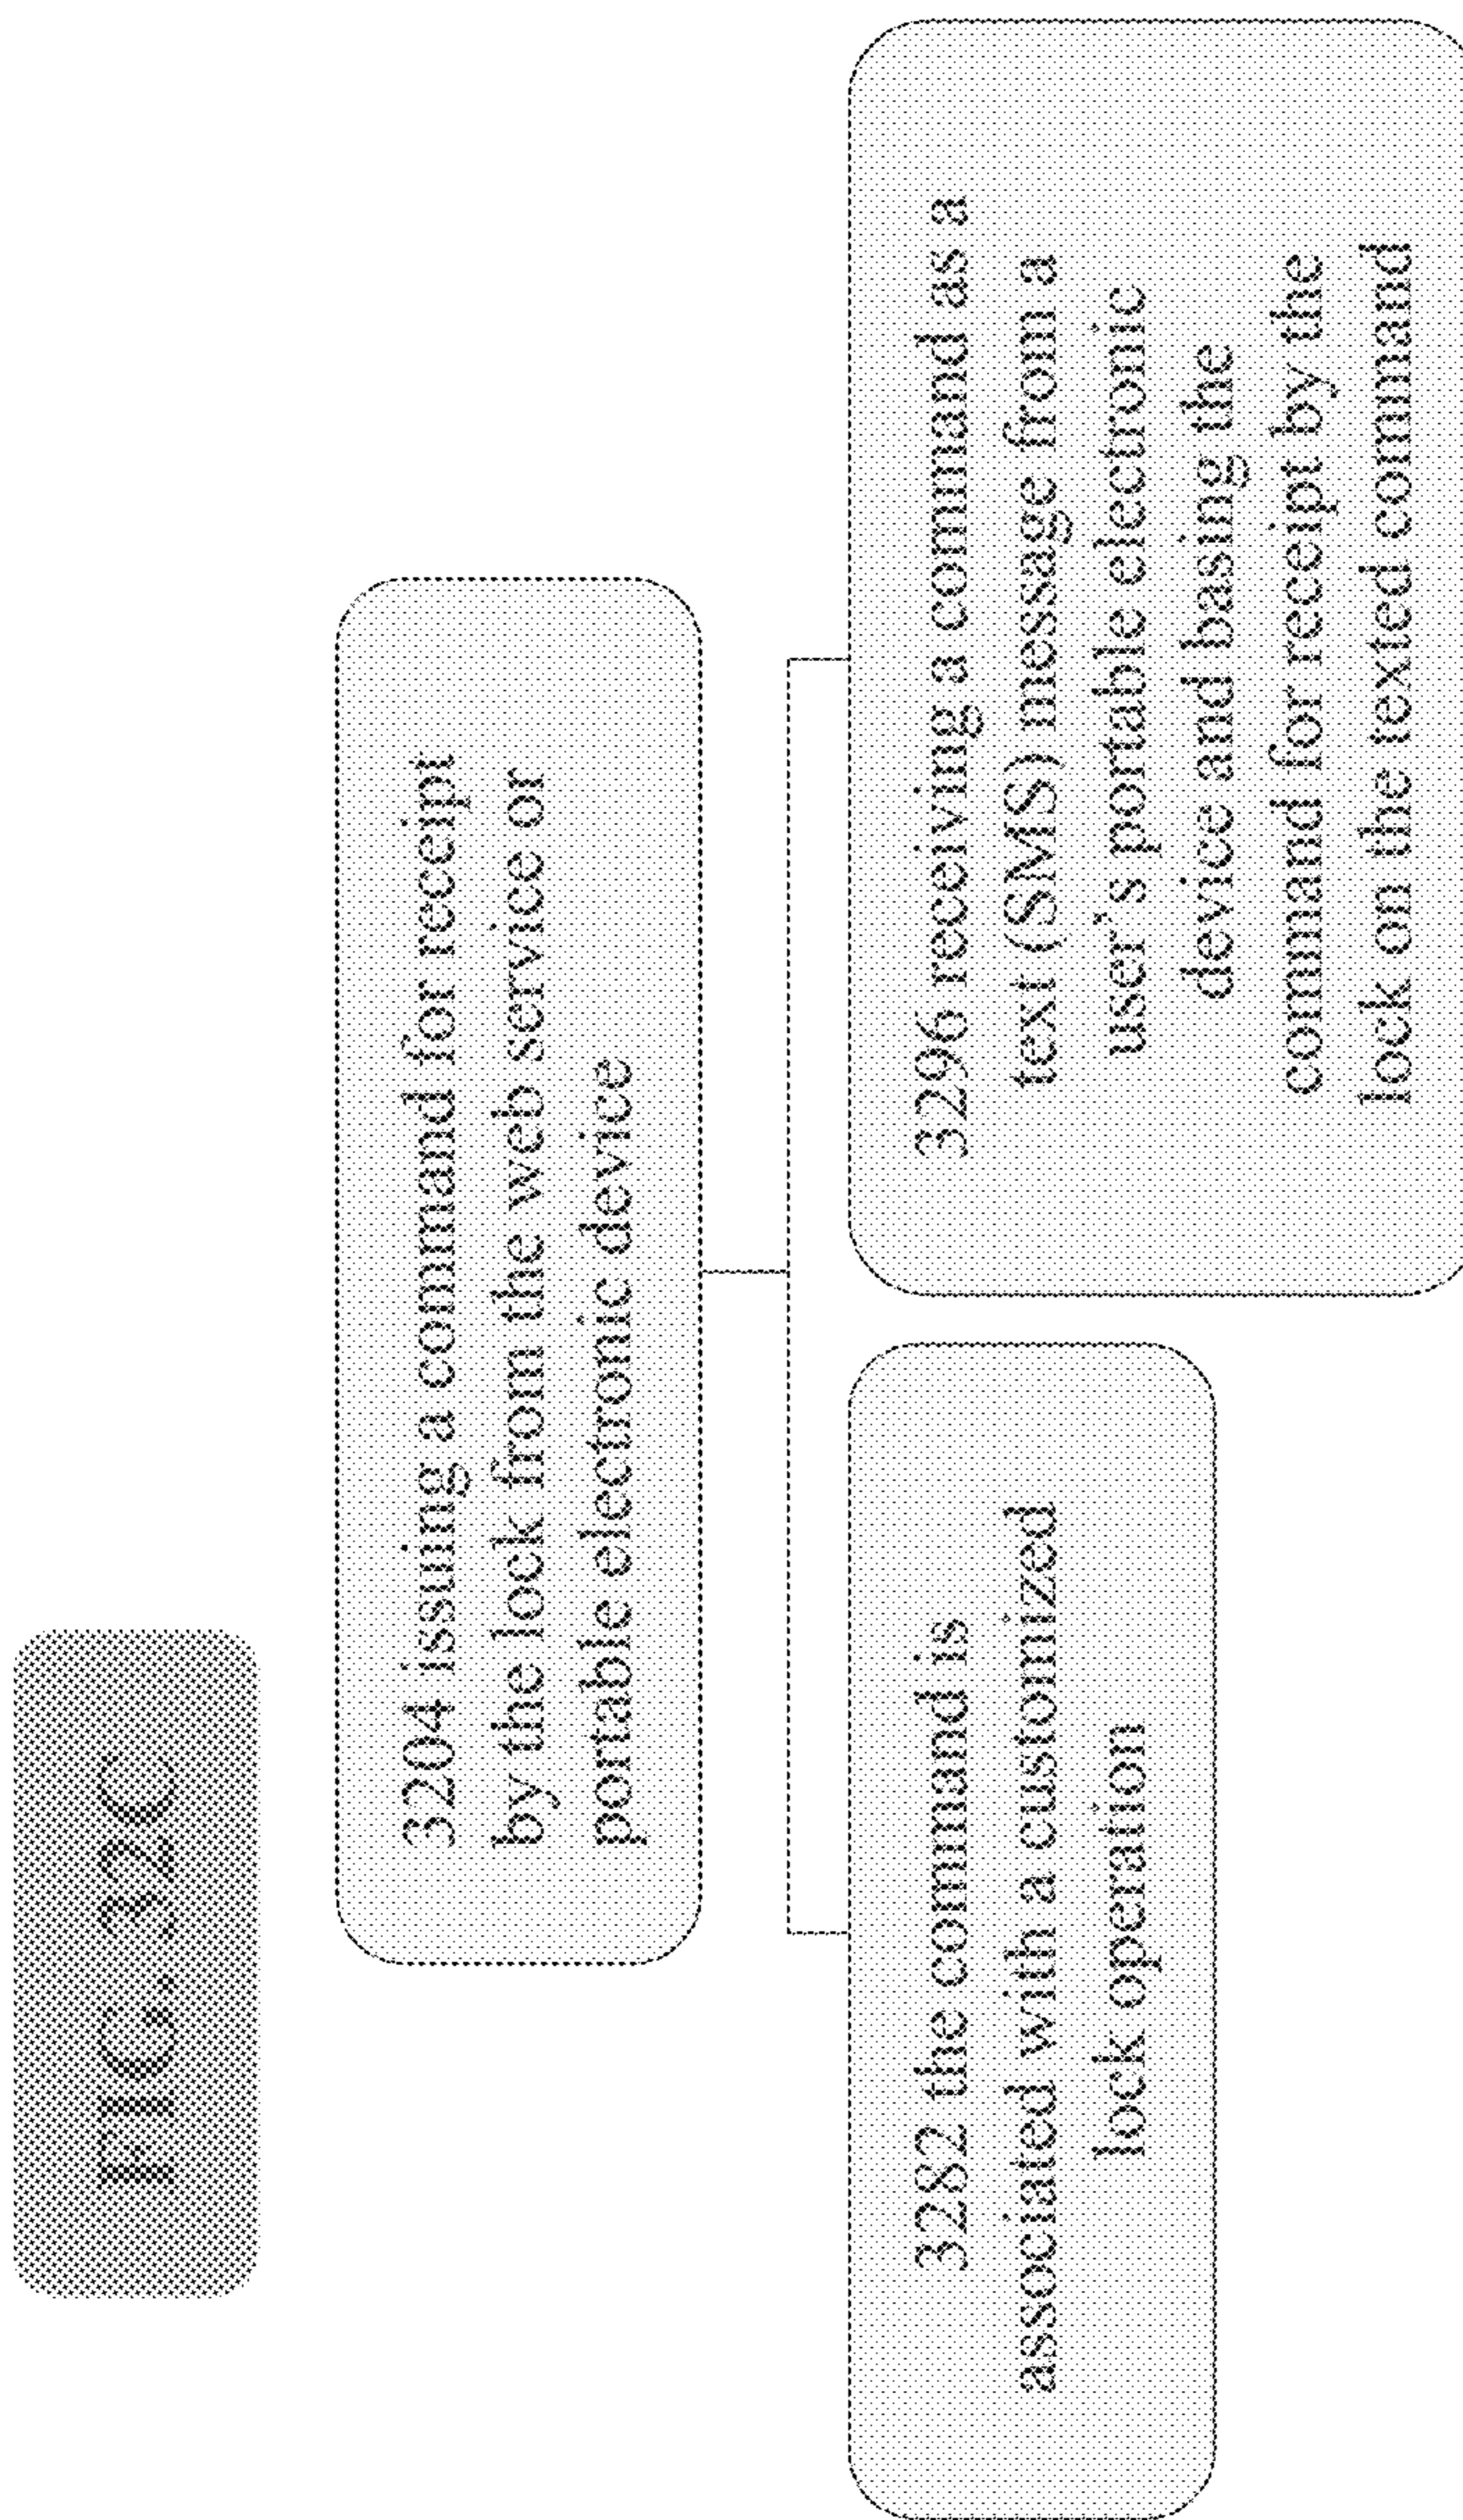 FIG. 32C
3204 issuing a command for receipt
by the lock from the web service or
portable electronic device
3282 the command is
associated with a customized
lock operation
3296 receiving a command as a
text (SMS) message from a
user's portable electronic
device and basing the
command for receipt by the
lock on the texted command